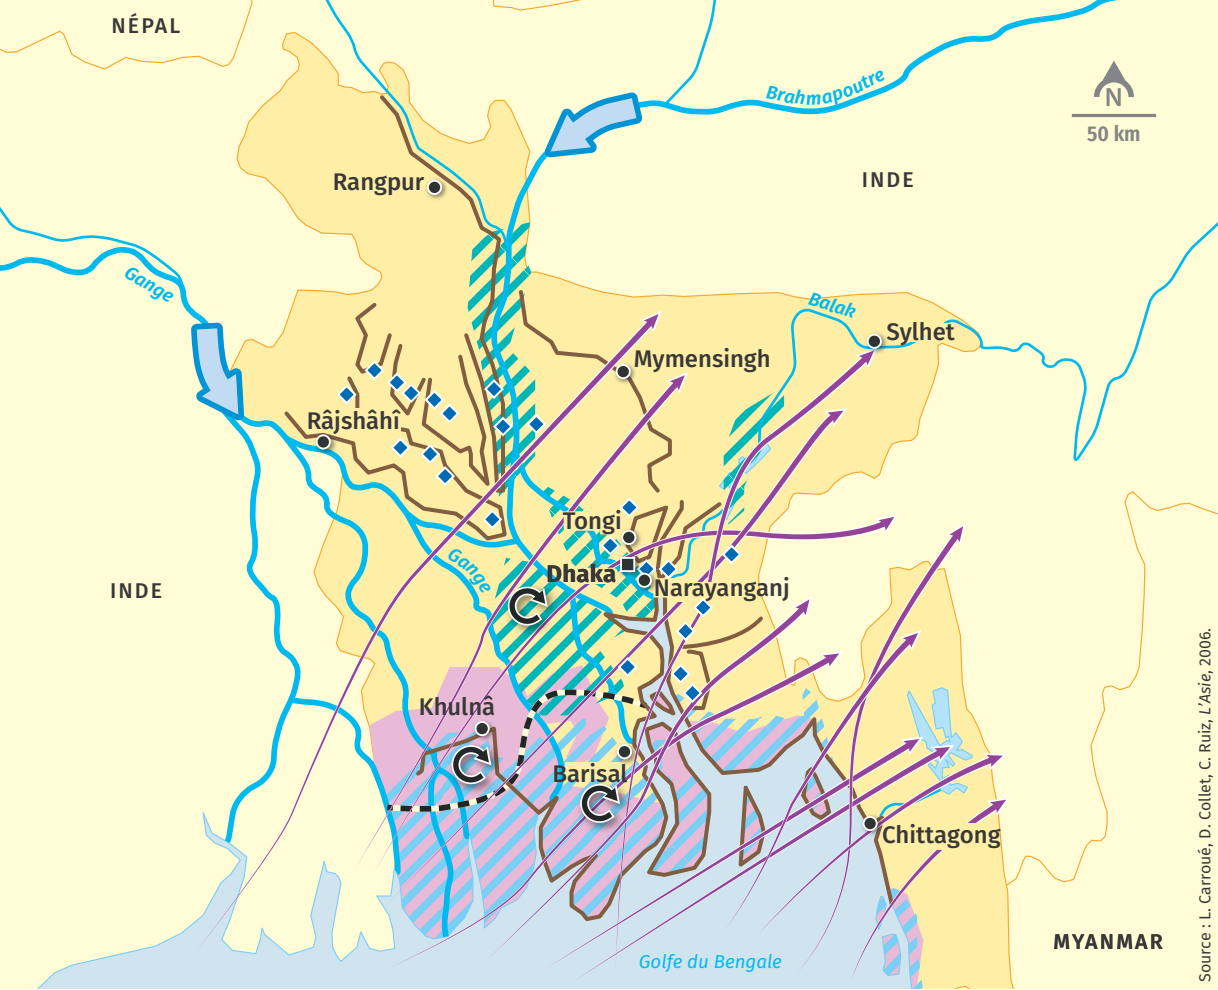 NÉPAL
Brahmapoutre
N
50 km
INDE
Rangpur
Gange
Balak
Sylhet
Mymensingh
Râjshâhî
Tongi
Dhaka
Narayanganj
Gange
INDE
Khulnâ
Barisal
Chittagong
MYANMAR
Golfe du Bengale
Source : L. Carroué, D. Collet, C. Ruiz, L'Asie, 2006.